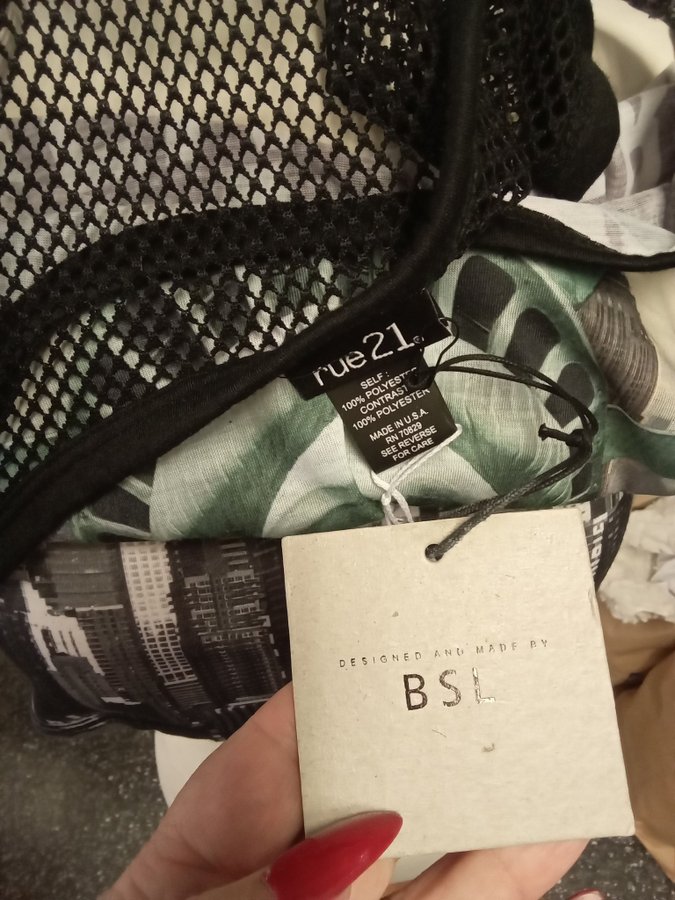 rue21
SELF:
100% POLYESTER
CONTRAST
100% POLYESTER
MADE IN U.S.A.
RN 70829
SEE REVERSE
FOR CARE
DESIGNED AND MADE BY
BSL